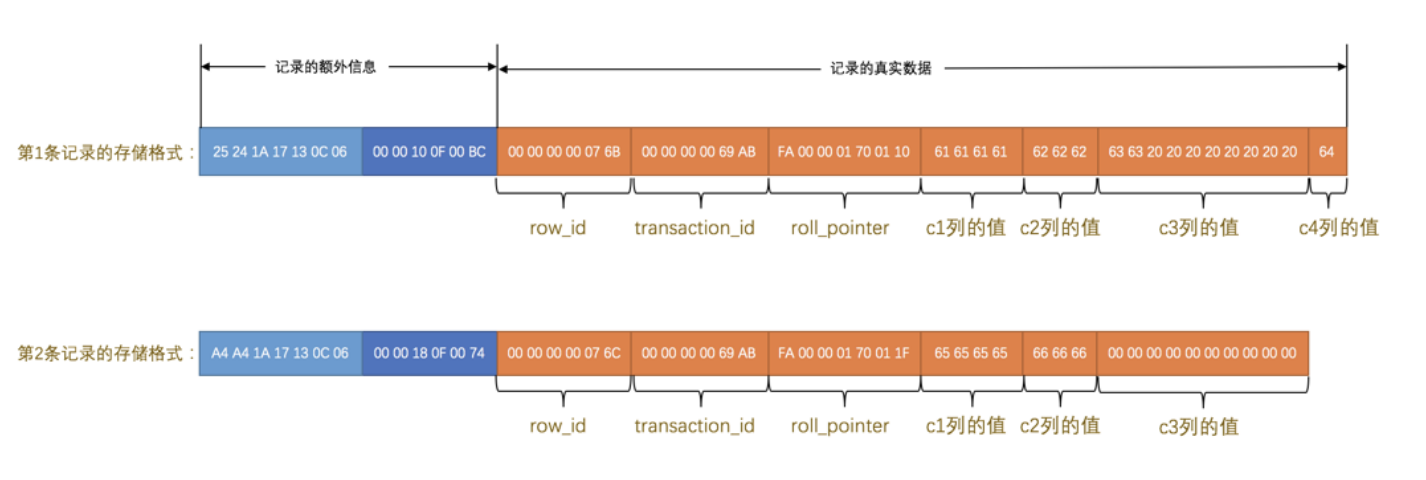 记录的额外信息 记录的真实数据
第1条记录的存储格式： 25 24 1A 17 13 0C 06 00 00 10 0F 00 BC 00 00 00 00 07 6B 00 00 00 00 69 AB FA 00 00 01 70 01 10 61 61 61 61 62 62 62 63 63 20 20 20 20 20 20 20 20 64
row_id transaction_id roll_pointer c1列的值 c2列的值 c3列的值 c4列的值
第2条记录的存储格式： A4 A4 1A 17 13 0C 06 00 00 18 0F 00 74 00 00 00 00 07 6C 00 00 00 00 69 AB FA 00 00 01 70 01 1F 65 65 65 65 66 66 66 00 00 00 00 00 00 00 00 00 00
row_id transaction_id roll_pointer c1列的值 c2列的值 c3列的值